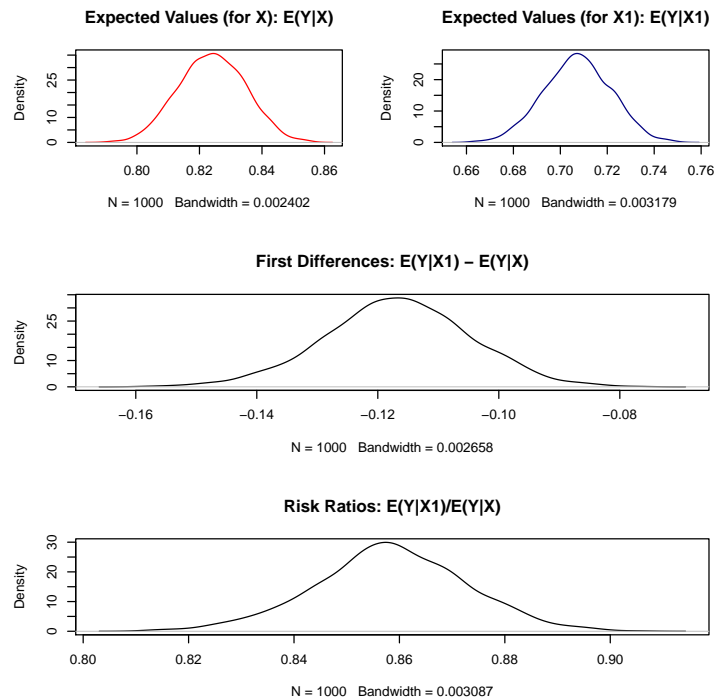 Expected Values (for X): E(Y|X)
Density
10
25
0
0.80 0.82 0.84 0.86
N = 1000 Bandwidth = 0.002402
Expected Values (for X1): E(Y|X1)
Density
0
10
20
0.66 0.68 0.70 0.72 0.74 0.76
N = 1000 Bandwidth = 0.003179
First Differences: E(Y|X1) − E(Y|X)
Density
0
10
25
−0.16 −0.14 −0.12 −0.10 −0.08
N = 1000 Bandwidth = 0.002658
Risk Ratios: E(Y|X1)/E(Y|X)
Density
0
10
20
30
0.80 0.82 0.84 0.86 0.88 0.90
N = 1000 Bandwidth = 0.003087